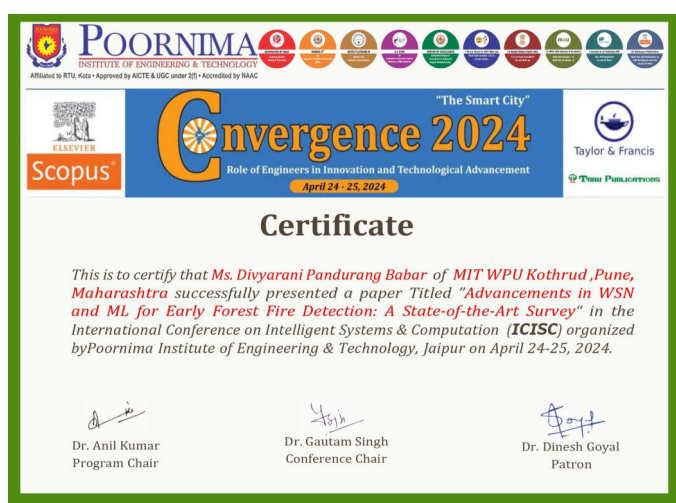 POORNIMA
INSTITUTE OF ENGINEERING & TECHNOLOGY
Affiliated to RTU, Kota • Approved by AICTE & UGC under 2(f) • Accredited by NAAC
"The Smart City"
Convergence 2024
Role of Engineers in Innovation and Technological Advancement
April 24 - 25, 2024
ELSEVIER
Scopus®
Taylor & Francis
Certificate
This is to certify that Ms. Divyarani Pandurang Babar of MIT WPU Kothrud ,Pune,
Maharashtra successfully presented a paper Titled "Advancements in WSN
and ML for Early Forest Fire Detection: A State-of-the-Art Survey" in the
International Conference on Intelligent Systems & Computation (ICISC) organized
byPoornima Institute of Engineering & Technology, Jaipur on April 24-25, 2024.
Dr. Anil Kumar
Program Chair
Dr. Gautam Singh
Conference Chair
Dr. Dinesh Goyal
Patron